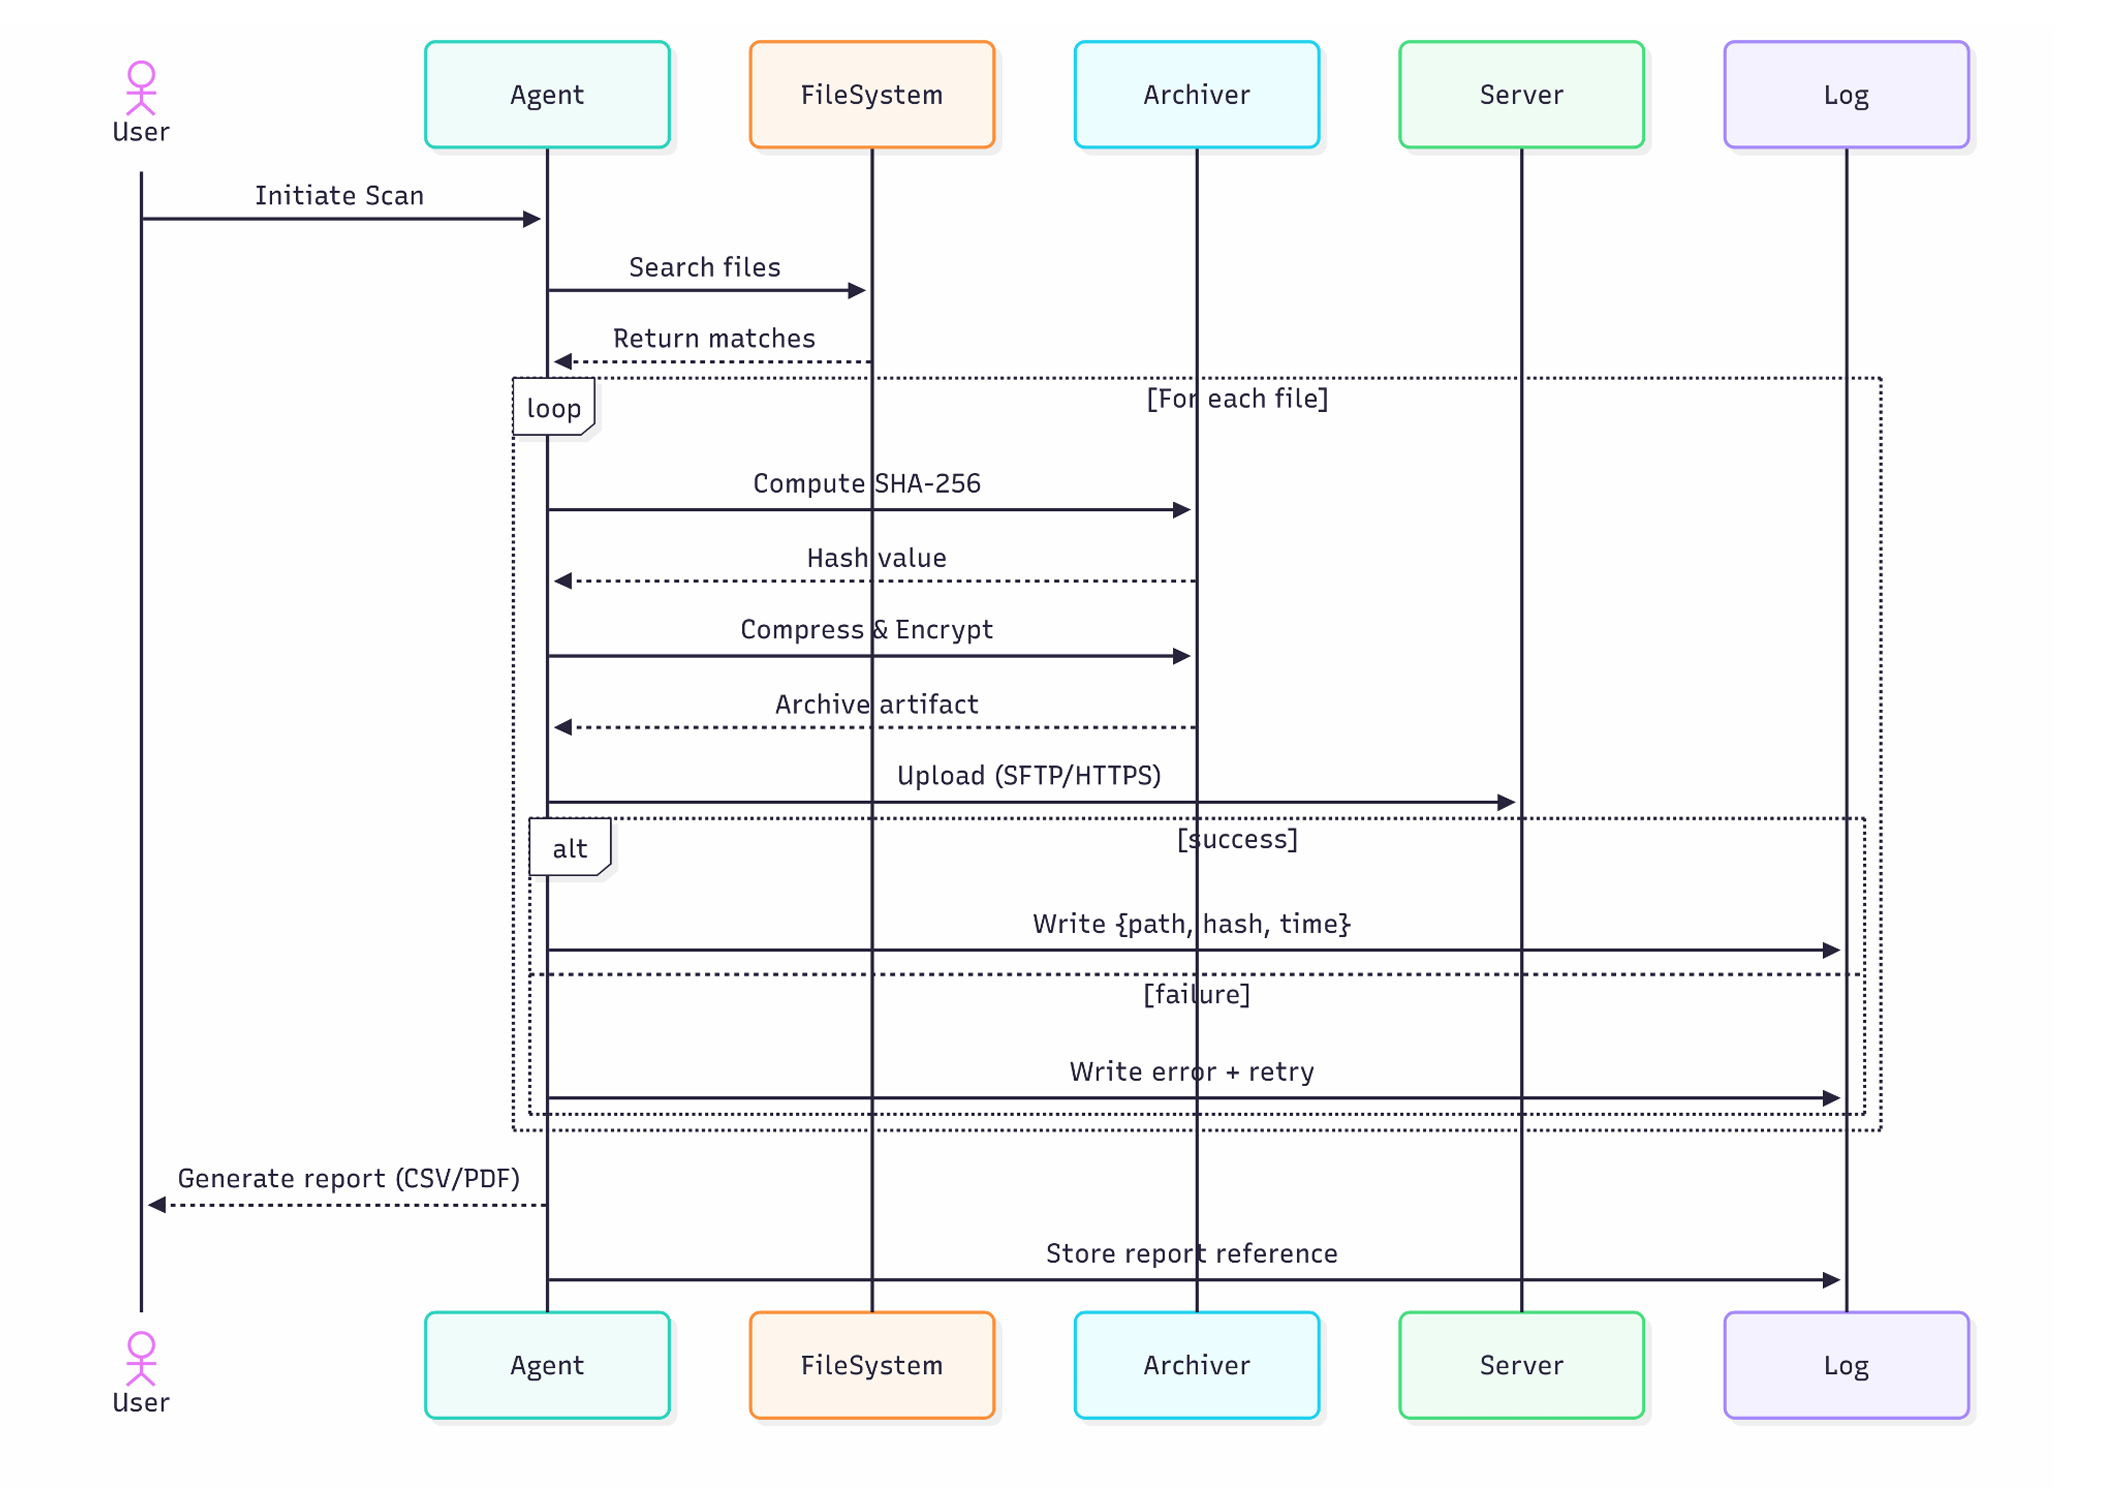 User
Agent
FileSystem
Archiver
Server
Log
Initiate Scan
Search files
Return matches
loop
[For each file]
Compute SHA-256
Hash value
Compress & Encrypt
Archive artifact
Upload (SFTP/HTTPS)
alt
[success]
Write {path, hash, time}
[failure]
Write error + retry
Generate report (CSV/PDF)
Store report reference
User
Agent
FileSystem
Archiver
Server
Log